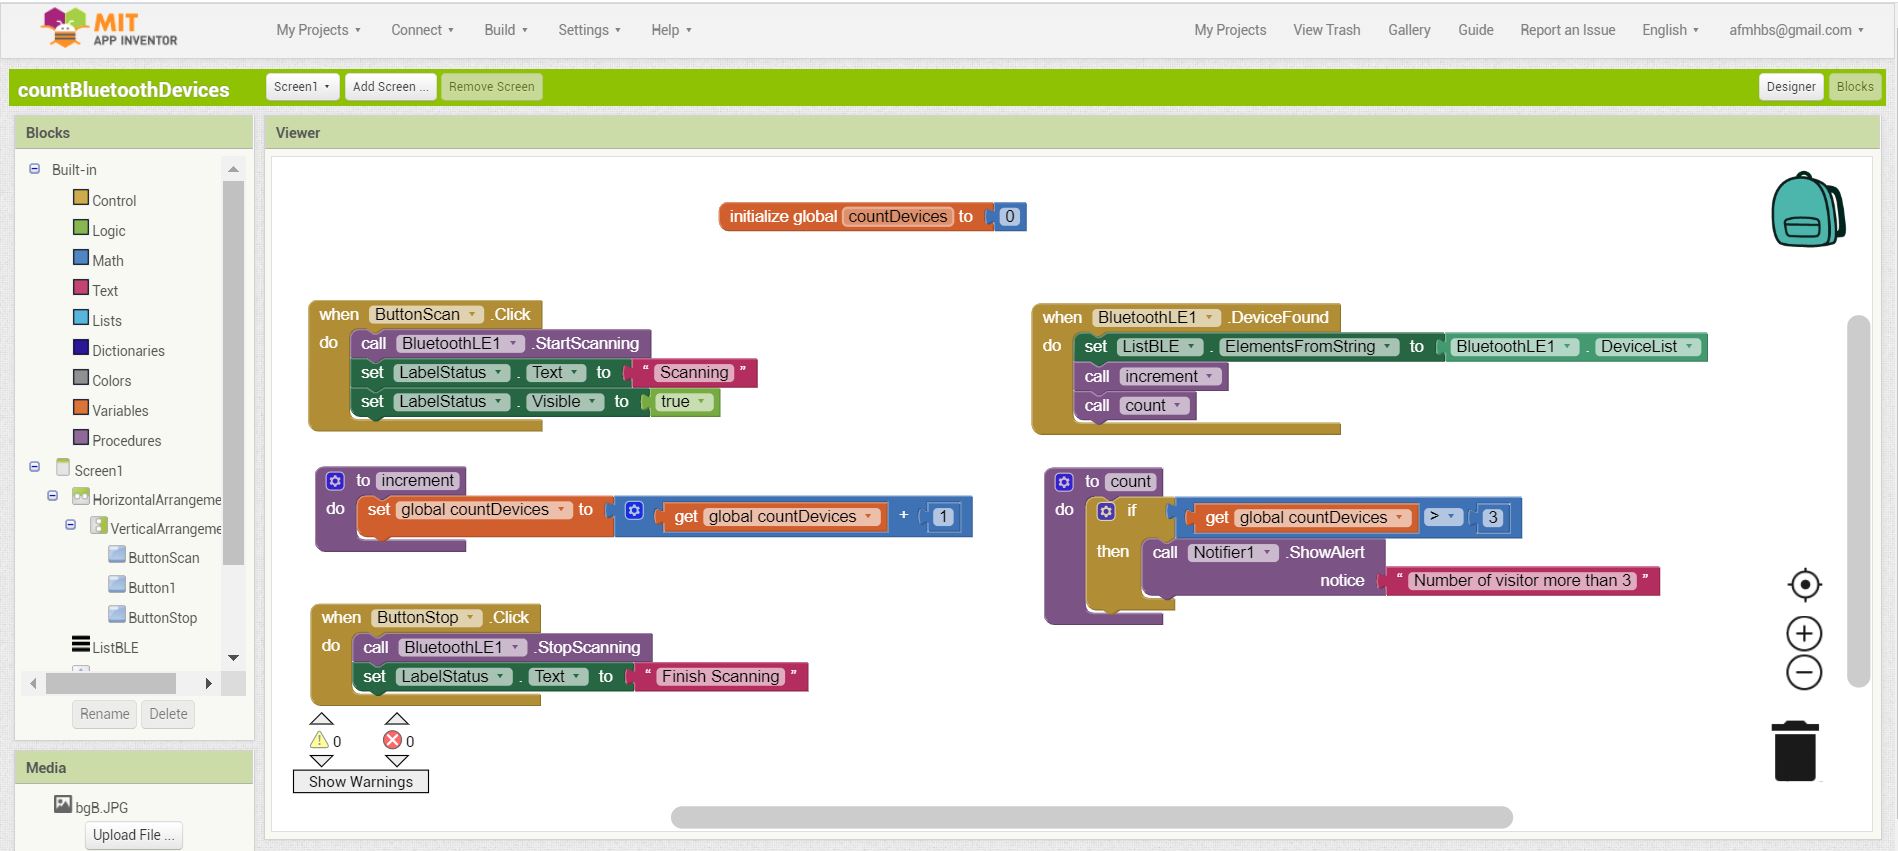 MIT
APP INVENTOR
My Projects Connect Build Settings Help My Projects View Trash Gallery Guide Report an Issue English afmhbs@gmail.com
countBluetoothDevices Screen1 Add Screen ... Remove Screen Designer Blocks
Blocks
Built-in
Control
Logic
Math
Text
Lists
Dictionaries
Colors
Variables
Procedures
Screen1
HorizontalArrangeme
VerticalArrangeme
ButtonScan
Button1
ButtonStop
ListBLE
Rename Delete
Media
bgB.JPG
Upload File ...
Viewer
initialize global countDevices to 0
when ButtonScan .Click
do call BluetoothLE1 .StartScanning
set LabelStatus . Text to “ Scanning ”
set LabelStatus . Visible to true
when BluetoothLE1 .DeviceFound
do set ListBLE . ElementsFromString to BluetoothLE1 . DeviceList
call increment
call count
to increment
do set global countDevices to get global countDevices + 1
to count
do if get global countDevices > 3
then call Notifier1 .ShowAlert
notice “ Number of visitor more than 3 ”
when ButtonStop .Click
do call BluetoothLE1 .StopScanning
set LabelStatus . Text to “ Finish Scanning ”
0 0
Show Warnings